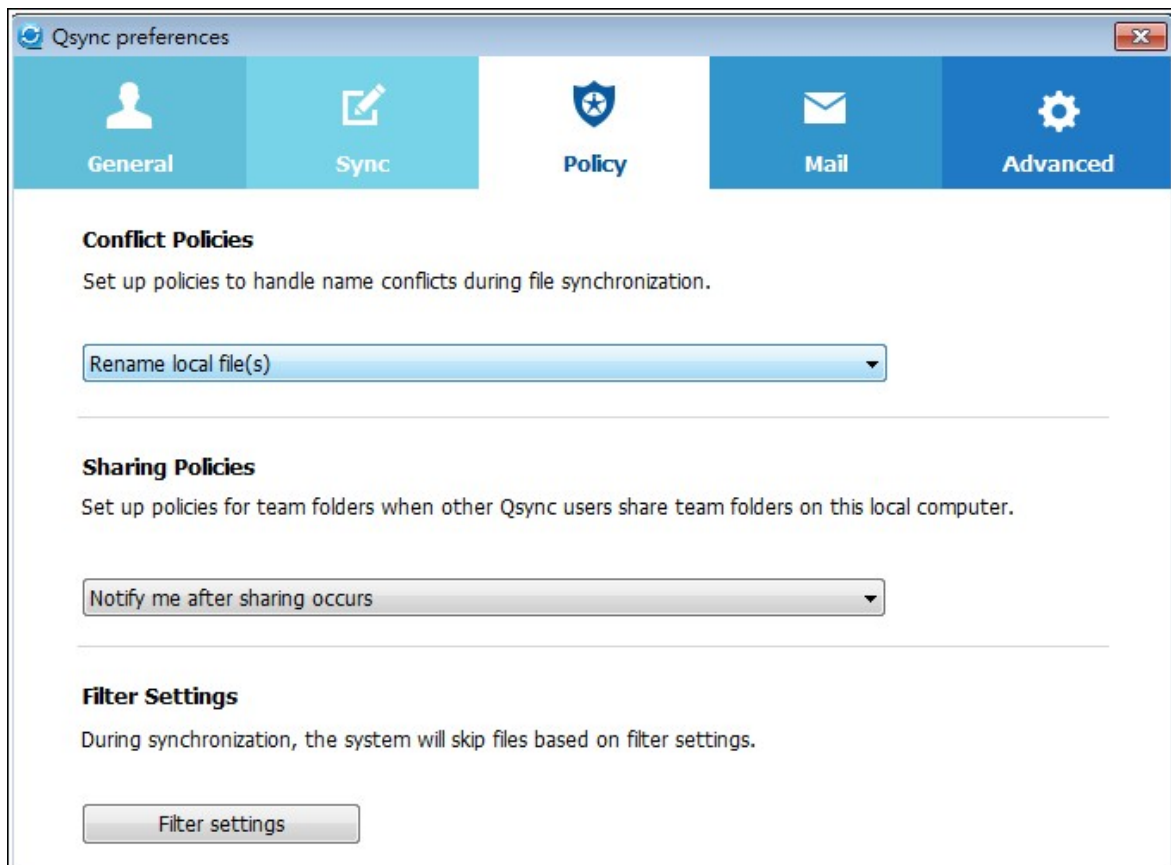 Qsync preferences
General
Sync
Policy
Mail
Advanced
Conflict Policies
Set up policies to handle name conflicts during file synchronization.
Rename local file(s)
Sharing Policies
Set up policies for team folders when other Qsync users share team folders on this local computer.
Notify me after sharing occurs
Filter Settings
During synchronization, the system will skip files based on filter settings.
Filter settings